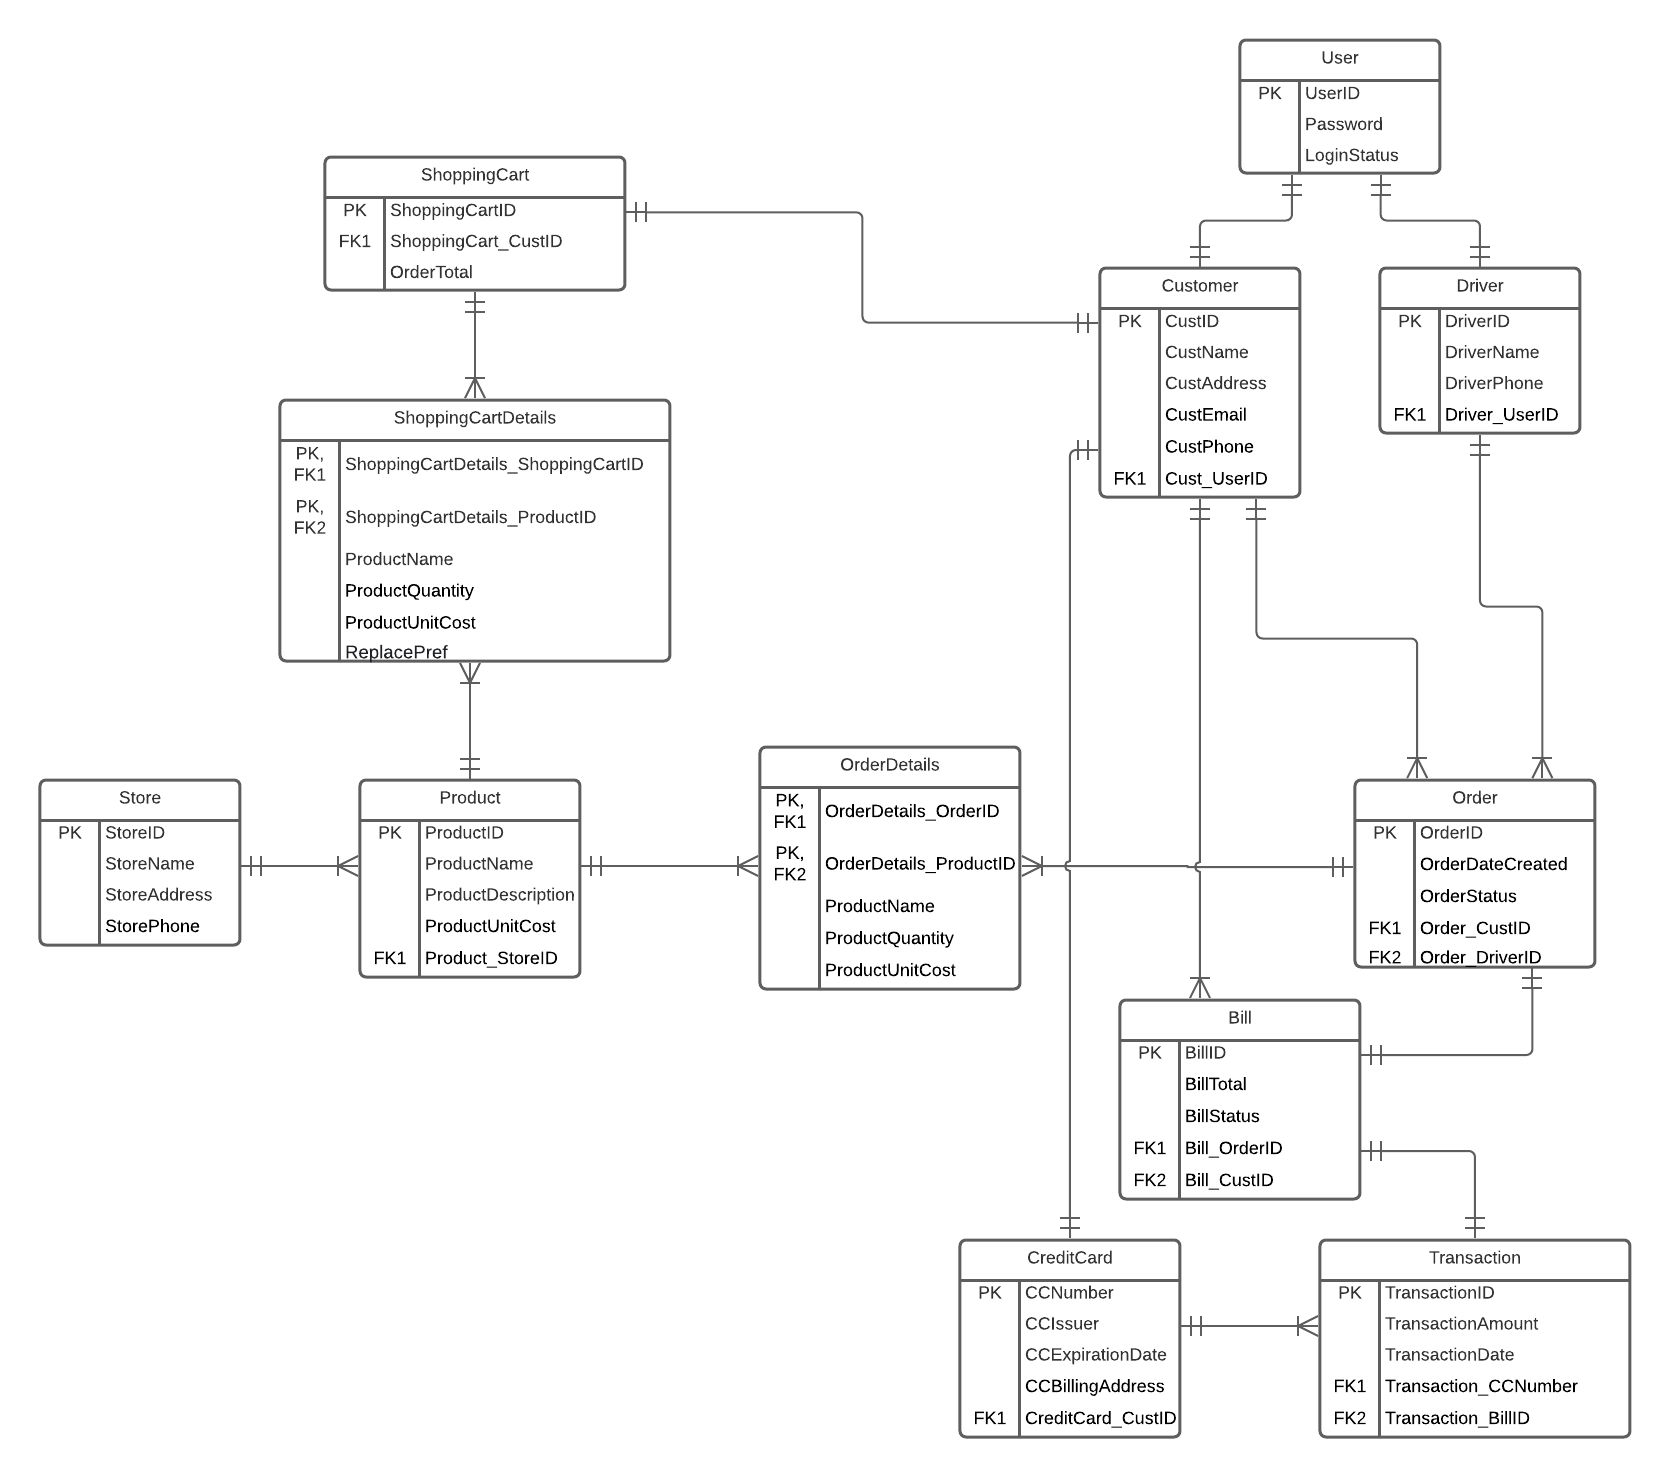 User
PK UserID
Password
LoginStatus
ShoppingCart
PK ShoppingCartID
FK1 ShoppingCart_CustID
OrderTotal
Customer
PK CustID
CustName
CustAddress
CustEmail
CustPhone
FK1 Cust_UserID
Driver
PK DriverID
DriverName
DriverPhone
FK1 Driver_UserID
ShoppingCartDetails
PK,
FK1 ShoppingCartDetails_ShoppingCartID
PK,
FK2 ShoppingCartDetails_ProductID
ProductName
ProductQuantity
ProductUnitCost
ReplacePref
Store
PK StoreID
StoreName
StoreAddress
StorePhone
Product
PK ProductID
ProductName
ProductDescription
ProductUnitCost
FK1 Product_StoreID
OrderDetails
PK,
FK1 OrderDetails_OrderID
PK,
FK2 OrderDetails_ProductID
ProductName
ProductQuantity
ProductUnitCost
Order
PK OrderID
OrderDateCreated
OrderStatus
FK1 Order_CustID
FK2 Order_DriverID
Bill
PK BillID
BillTotal
BillStatus
FK1 Bill_OrderID
FK2 Bill_CustID
CreditCard
PK CCNumber
CCIssuer
CCExpirationDate
CCBillingAddress
FK1 CreditCard_CustID
Transaction
PK TransactionID
TransactionAmount
TransactionDate
FK1 Transaction_CCNumber
FK2 Transaction_BillID